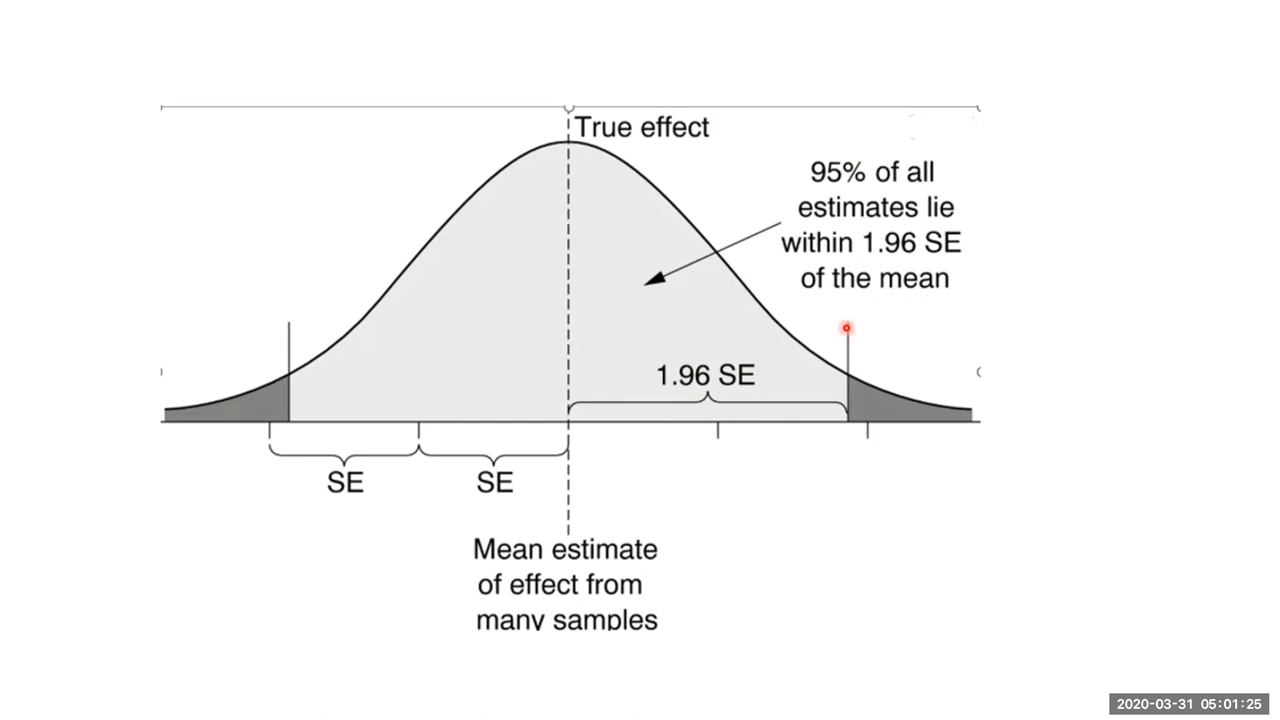 True effect
95% of all
estimates lie
within 1.96 SE
of the mean
1.96 SE
SE
SE
Mean estimate
of effect from
many samples
2020-03-31 05:01:25